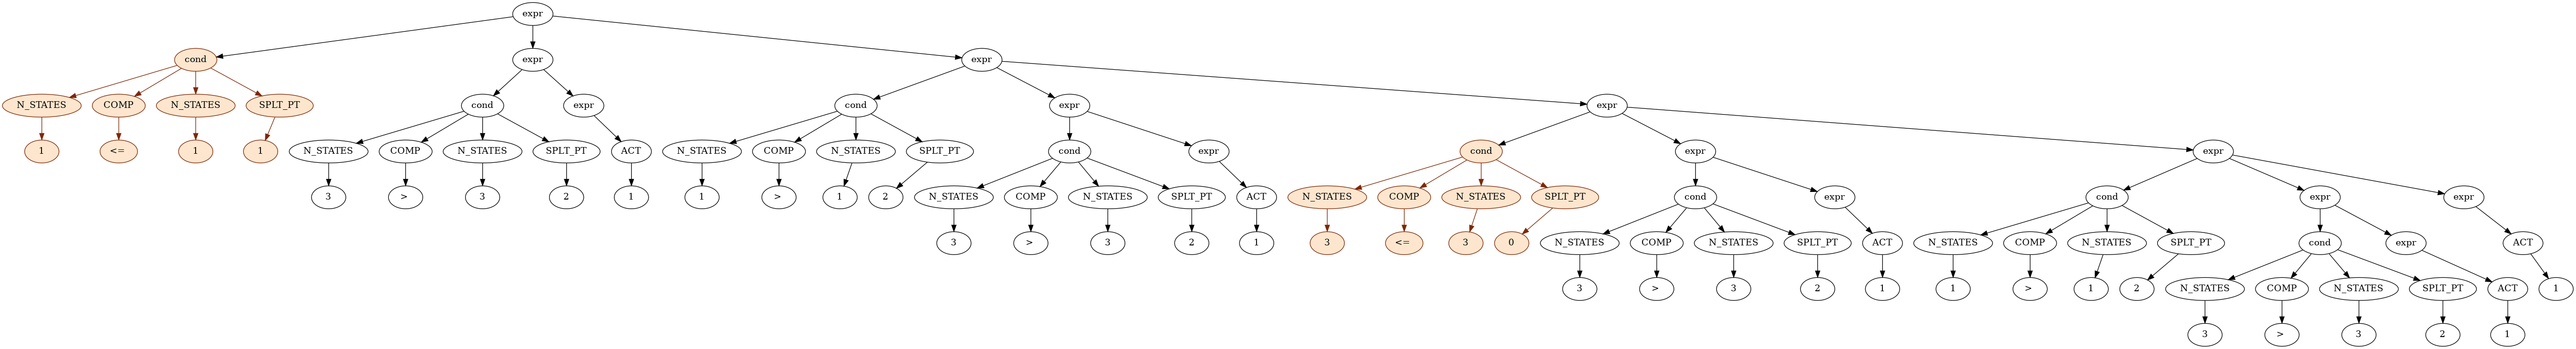 expr
cond expr expr
N_STATES COMP N_STATES SPLT_PT cond expr cond expr expr
1 <= 1 1 N_STATES COMP N_STATES SPLT_PT ACT N_STATES COMP N_STATES SPLT_PT cond expr cond expr expr
3 > 3 2 1 1 > 1 2 N_STATES COMP N_STATES SPLT_PT ACT N_STATES COMP N_STATES SPLT_PT cond expr cond expr expr
3 > 3 2 1 3 <= 3 0 N_STATES COMP N_STATES SPLT_PT ACT N_STATES COMP N_STATES SPLT_PT cond expr ACT
3 > 3 2 1 1 > 1 2 N_STATES COMP N_STATES SPLT_PT ACT 1
3 > 3 2 1